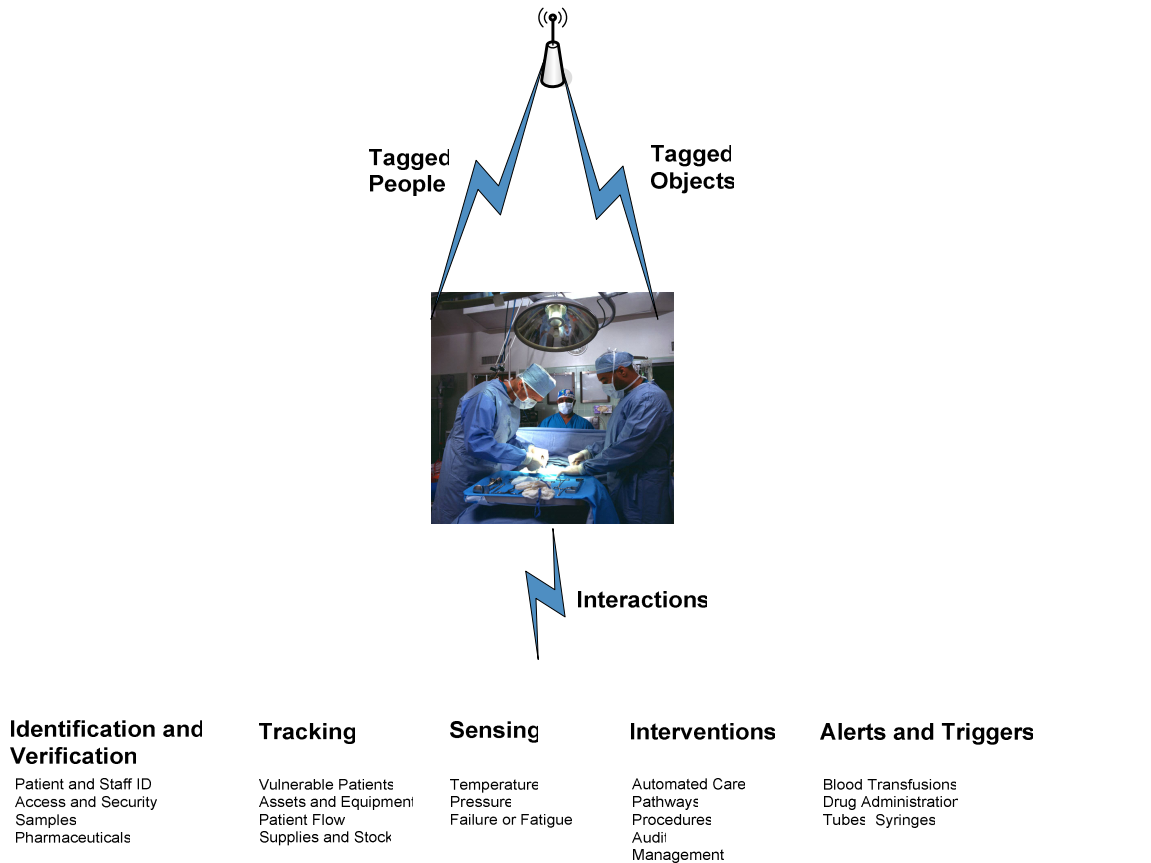 Tagged
People
Tagged
Objects
Interactions
Identification and
Verification
Patient and Staff ID
Access and Security
Samples
Pharmaceuticals
Tracking
Vulnerable Patients
Assets and Equipment
Patient Flow
Supplies and Stock
Sensing
Temperature
Pressure
Failure or Fatigue
Interventions
Automated Care
Pathways
Procedures
Audit
Management
Alerts and Triggers
Blood Transfusions
Drug Administration
Tubes Syringes